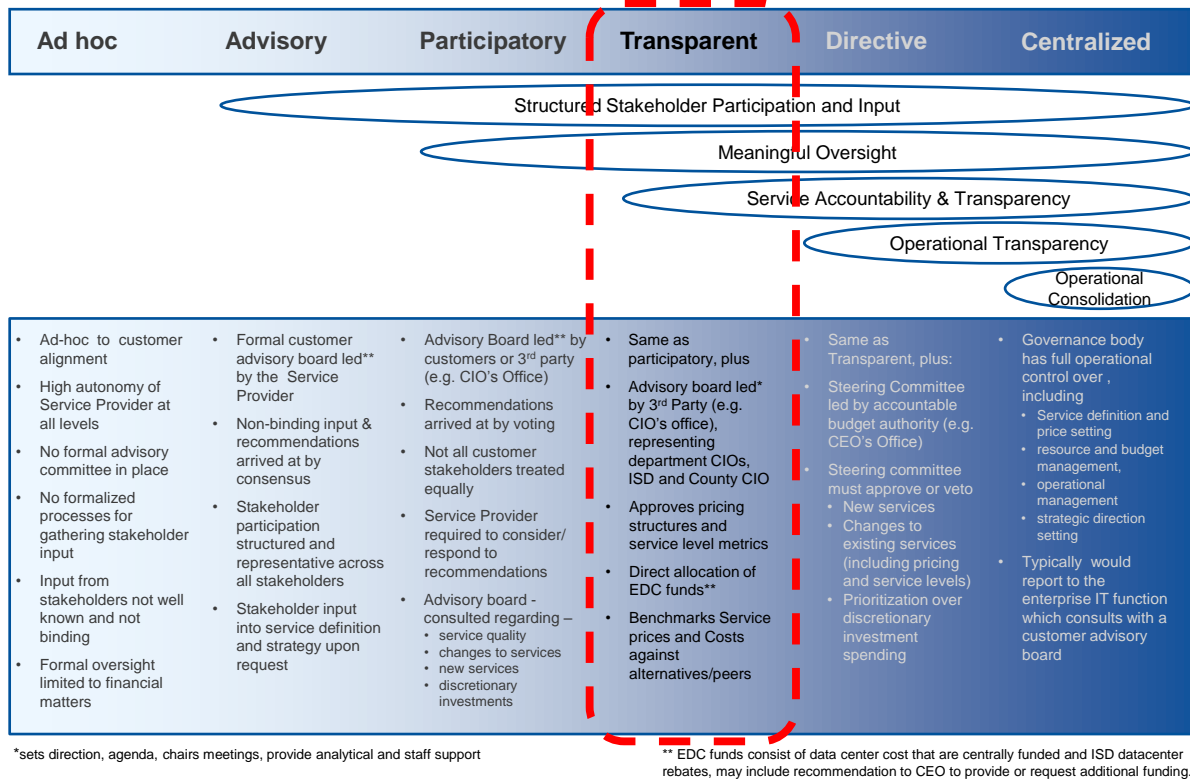 Ad hoc
Advisory
Participatory
Transparent
Directive
Centralized
Structured Stakeholder Participation and Input
Meaningful Oversight
Service Accountability & Transparency
Operational Transparency
Operational
Consolidation
• Ad-hoc to customer
alignment
• High autonomy of
Service Provider at
all levels
• No formal advisory
committee in place
• No formalized
processes for
gathering stakeholder
input
• Input from
stakeholders not well
known and not
binding
• Formal oversight
limited to financial
matters
• Formal customer
advisory board led**
by the Service
Provider
• Non-binding input &
recommendations
arrived at by
consensus
• Stakeholder
participation
structured and
representative across
all stakeholders
• Stakeholder input
into service definition
and strategy upon
request
• Advisory Board led** by
customers or 3rd party
(e.g. CIO's Office)
• Recommendations
arrived at by voting
• Not all customer
stakeholders treated
equally
• Service Provider
required to consider/
respond to
recommendations
• Advisory board -
consulted regarding –
• service quality
• changes to services
• new services
• discretionary
investments
• Same as
participatory, plus
• Advisory board led*
by 3rd Party (e.g.
CIO's office),
representing
department CIOs,
ISD and County CIO
• Approves pricing
structures and
service level metrics
• Direct allocation of
EDC funds**
• Benchmarks Service
prices and Costs
against
alternatives/peers
• Same as
Transparent, plus:
• Steering Committee
led by accountable
budget authority (e.g.
CEO's Office)
• Steering committee
must approve or veto
• New services
• Changes to
existing services
(including pricing
and service levels)
• Prioritization over
discretionary
investment
spending
• Governance body
has full operational
control over ,
including
• Service definition and
price setting
• resource and budget
management,
• operational
management
• strategic direction
setting
• Typically would
report to the
enterprise IT function
which consults with a
customer advisory
board
*sets direction, agenda, chairs meetings, provide analytical and staff support
** EDC funds consist of data center cost that are centrally funded and ISD datacenter
rebates, may include recommendation to CEO to provide or request additional funding